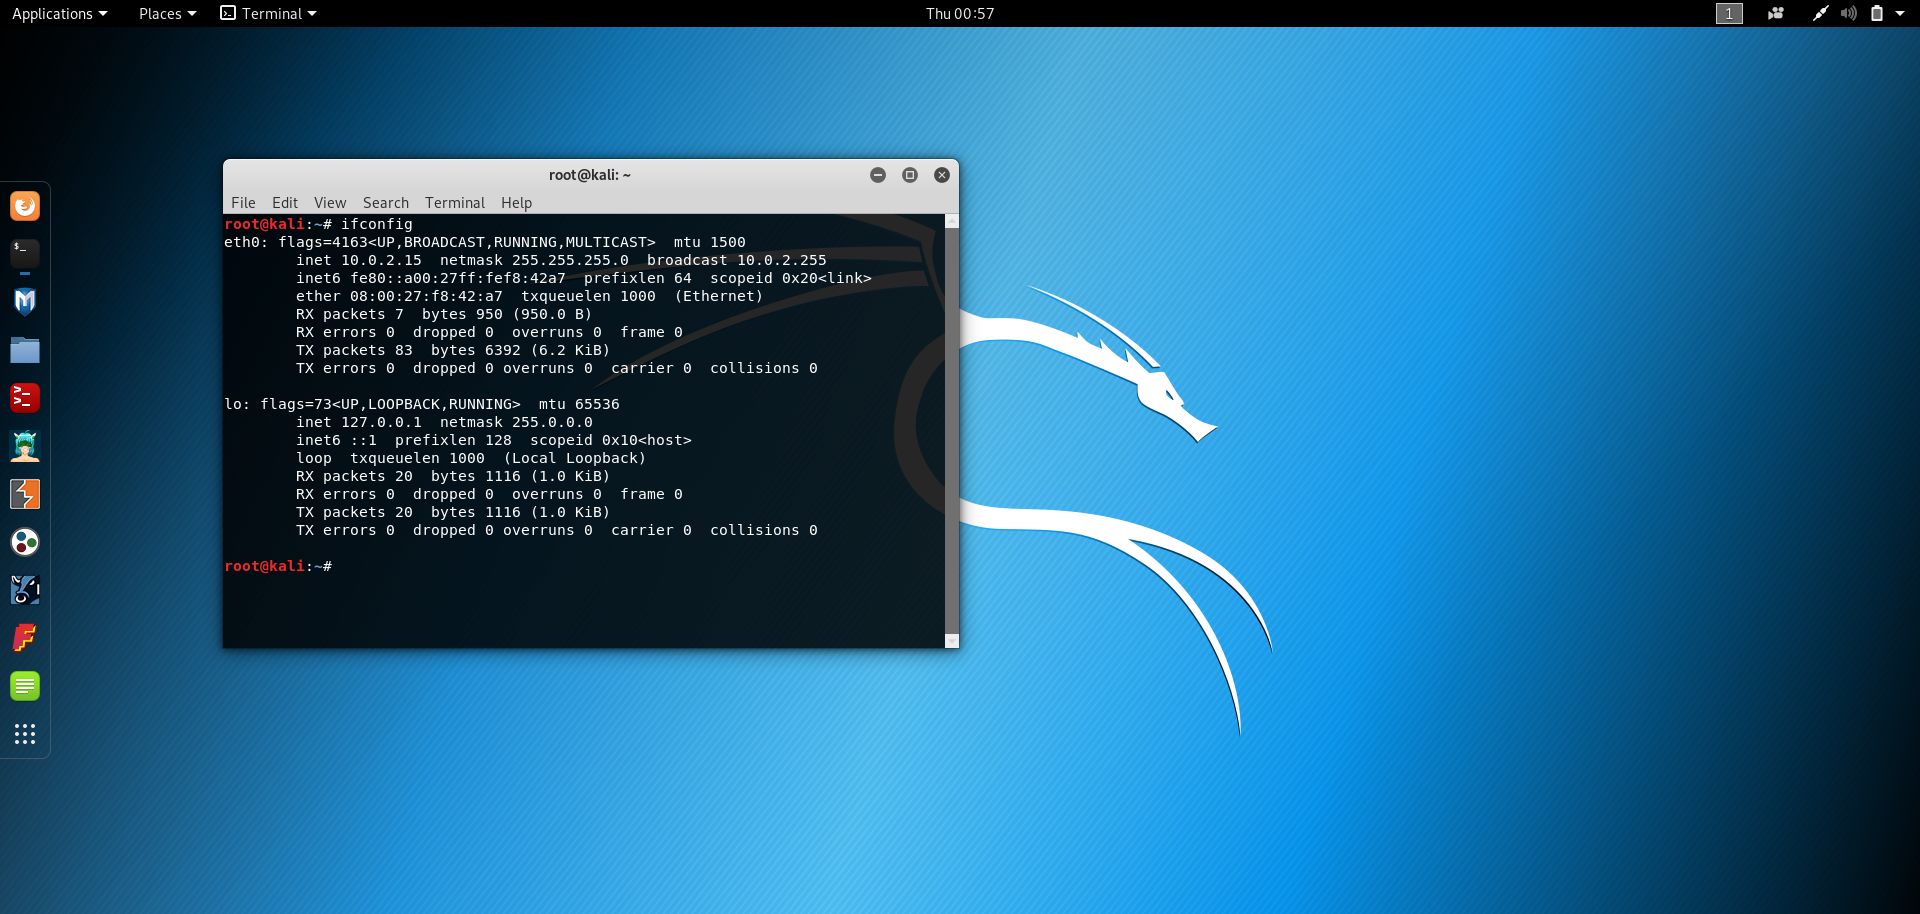 Applications Places Terminal Thu 00:57 1
root@kali: ~
File Edit View Search Terminal Help
root@kali:~# ifconfig
eth0: flags=4163<UP,BROADCAST,RUNNING,MULTICAST>  mtu 1500
        inet 10.0.2.15  netmask 255.255.255.0  broadcast 10.0.2.255
        inet6 fe80::a00:27ff:fef8:42a7  prefixlen 64  scopeid 0x20<link>
        ether 08:00:27:f8:42:a7  txqueuelen 1000  (Ethernet)
        RX packets 7  bytes 950 (950.0 B)
        RX errors 0  dropped 0  overruns 0  frame 0
        TX packets 83  bytes 6392 (6.2 KiB)
        TX errors 0  dropped 0 overruns 0  carrier 0  collisions 0

lo: flags=73<UP,LOOPBACK,RUNNING>  mtu 65536
        inet 127.0.0.1  netmask 255.0.0.0
        inet6 ::1  prefixlen 128  scopeid 0x10<host>
        loop  txqueuelen 1000  (Local Loopback)
        RX packets 20  bytes 1116 (1.0 KiB)
        RX errors 0  dropped 0  overruns 0  frame 0
        TX packets 20  bytes 1116 (1.0 KiB)
        TX errors 0  dropped 0 overruns 0  carrier 0  collisions 0

root@kali:~#